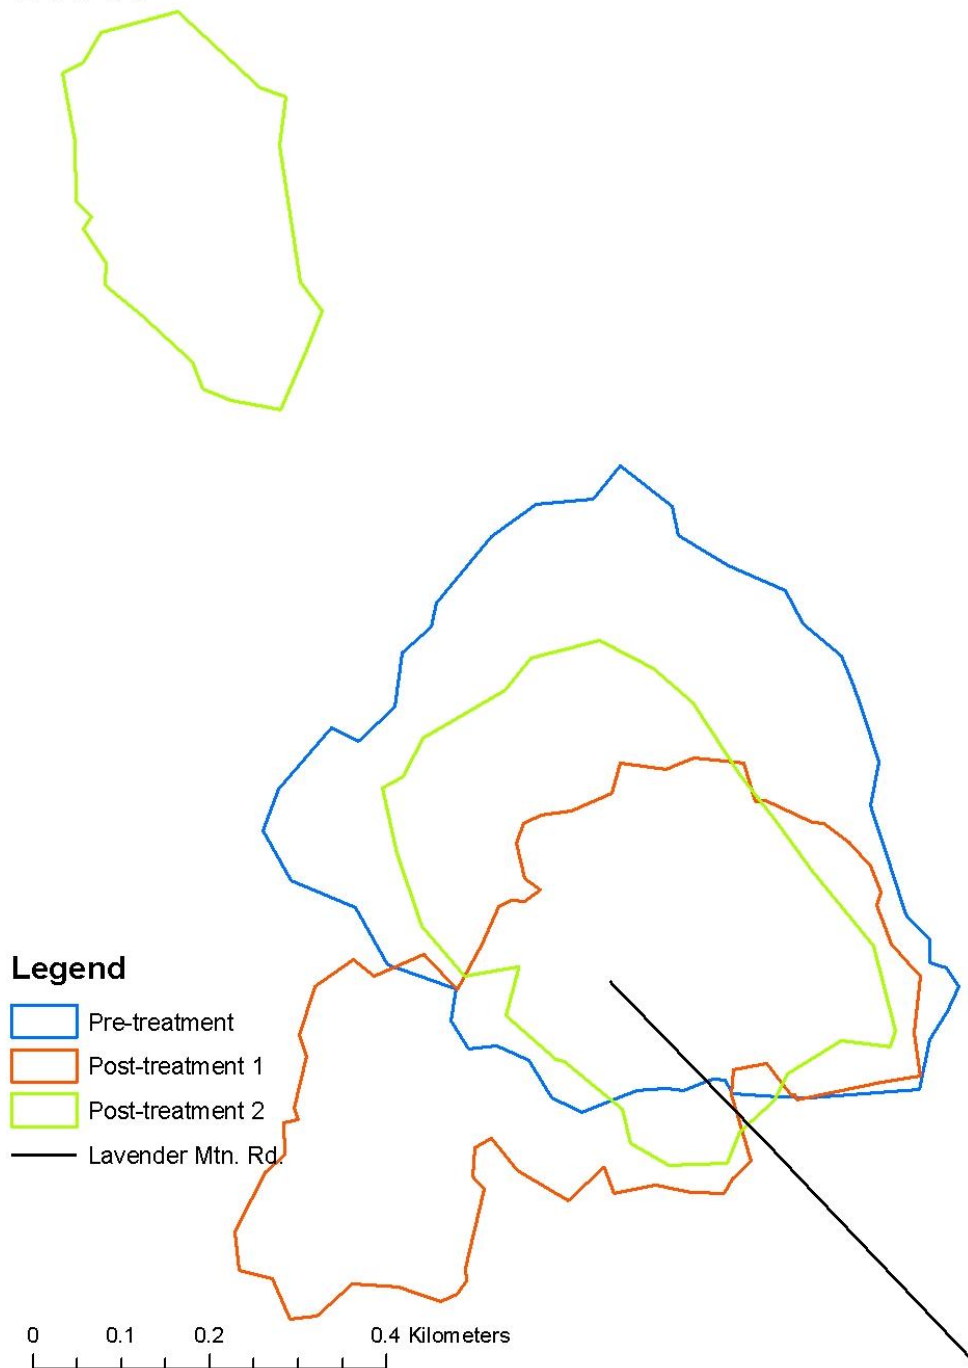 Legend
Pre-treatment
Post-treatment 1
Post-treatment 2
Lavender Mtn. Rd.
0 0.1 0.2 0.4 Kilometers